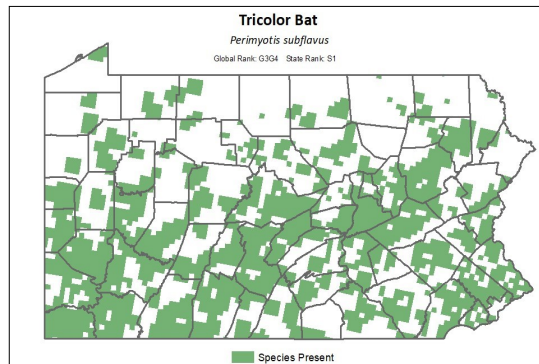 Tricolor Bat
Perimyotis subflavus
Global Rank: G3G4 State Rank: S1
Species Present